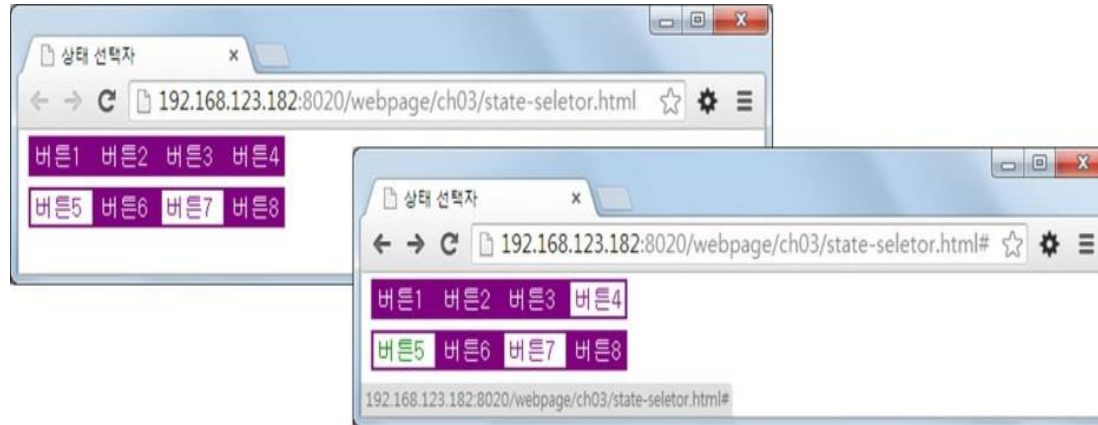 상태 선택자
192.168.123.182:8020/webpage/ch03/state-seletor.html
버튼1 버튼2 버튼3 버튼4
버튼5 버튼6 버튼7 버튼8
상태 선택자
192.168.123.182:8020/webpage/ch03/state-seletor.html#
버튼1 버튼2 버튼3 버튼4
버튼5 버튼6 버튼7 버튼8
192.168.123.182:8020/webpage/ch03/state-seletor.html#